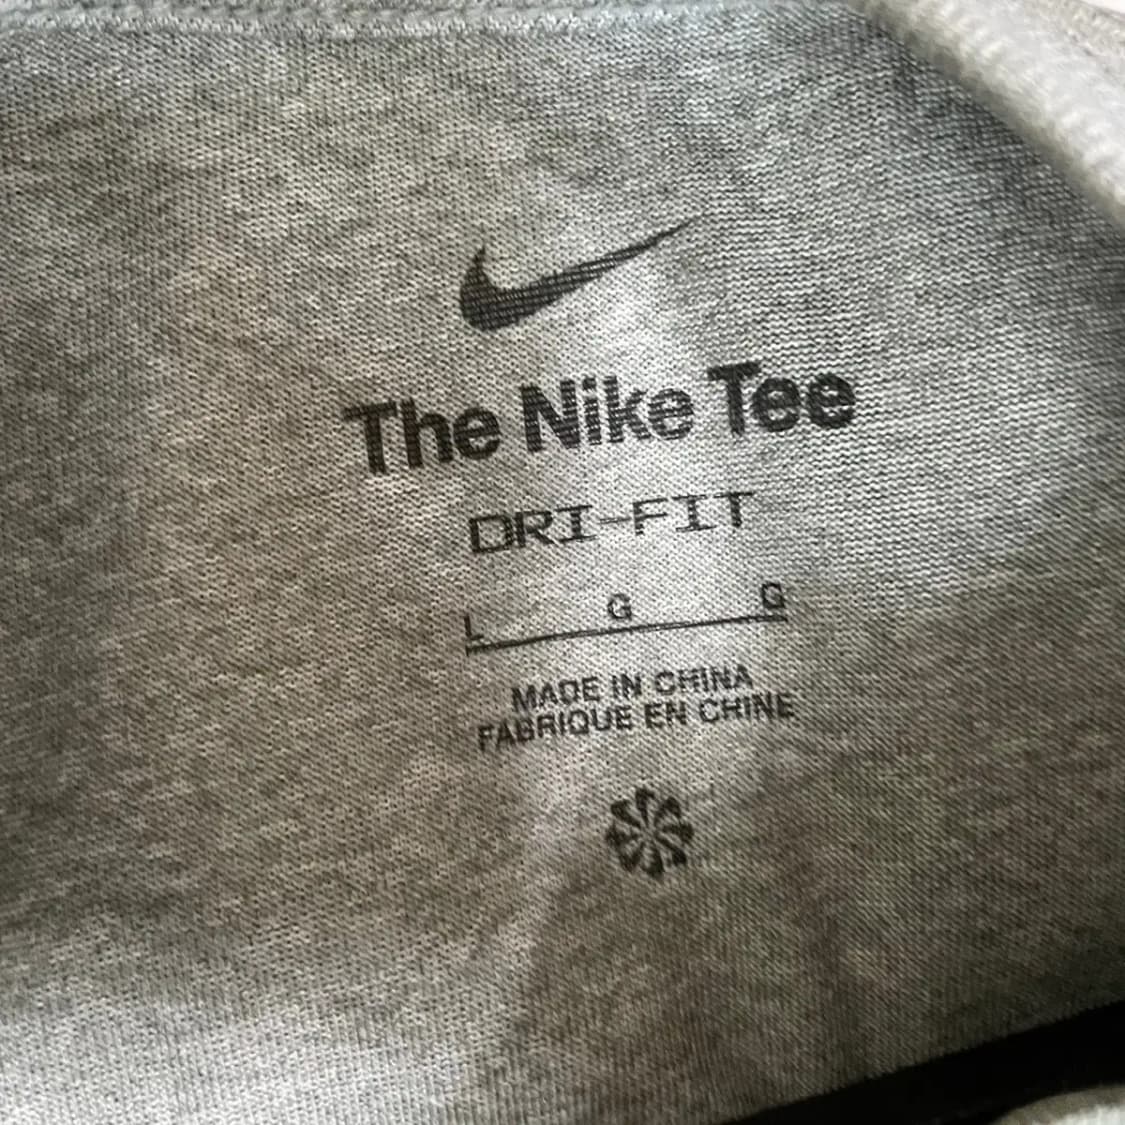 The Nike Tee
DRI-FIT
L G G
MADE IN CHINA
FABRIQUE EN CHINE